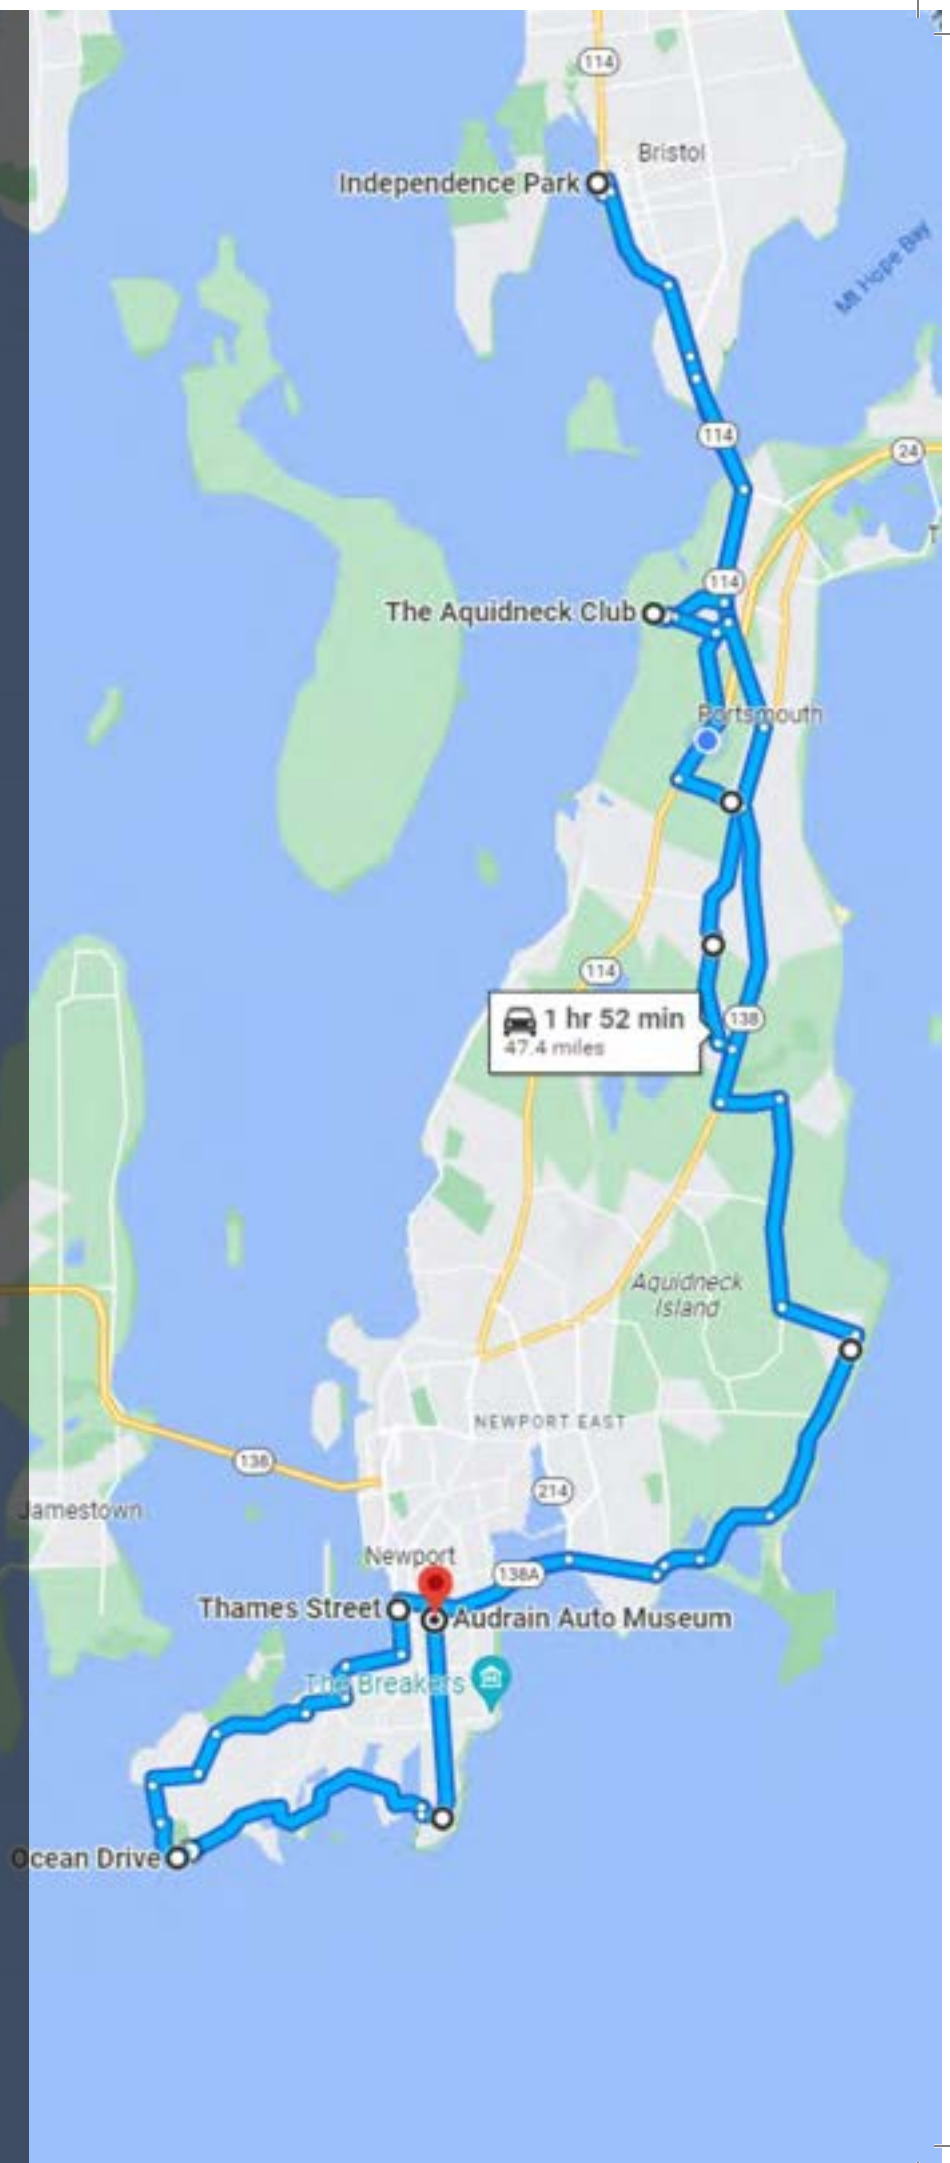 114
Bristol
Independence Park
Mt Hope Bay
114
24
114
The Aquidneck Club
Portsmouth
114
1 hr 52 min
138
47.4 miles
Aquidneck
Island
NEWPORT EAST
138
214
Jamestown
Newport
138A
Thames Street
Audrain Auto Museum
The Breakers
Ocean Drive